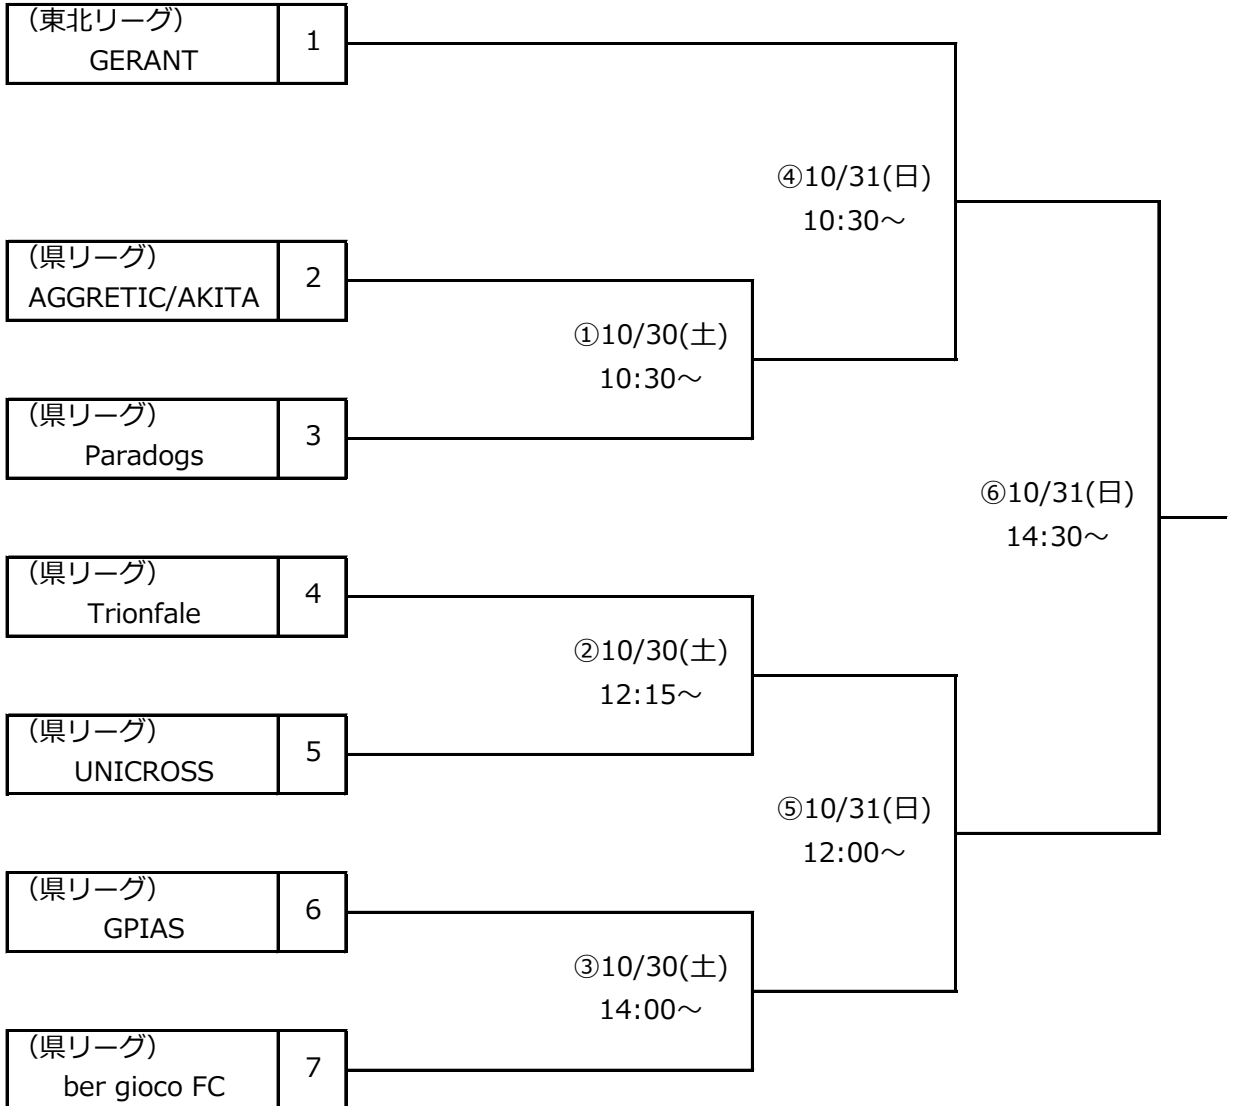 （東北リーグ）
GERANT
1
④10/31(日)
10:30～
（県リーグ）
AGGRETIC/AKITA
2
①10/30(土)
10:30～
（県リーグ）
Paradogs
3
⑥10/31(日)
14:30～
（県リーグ）
Trionfale
4
②10/30(土)
12:15～
（県リーグ）
UNICROSS
5
⑤10/31(日)
12:00～
（県リーグ）
GPIAS
6
③10/30(土)
14:00～
（県リーグ）
ber gioco FC
7